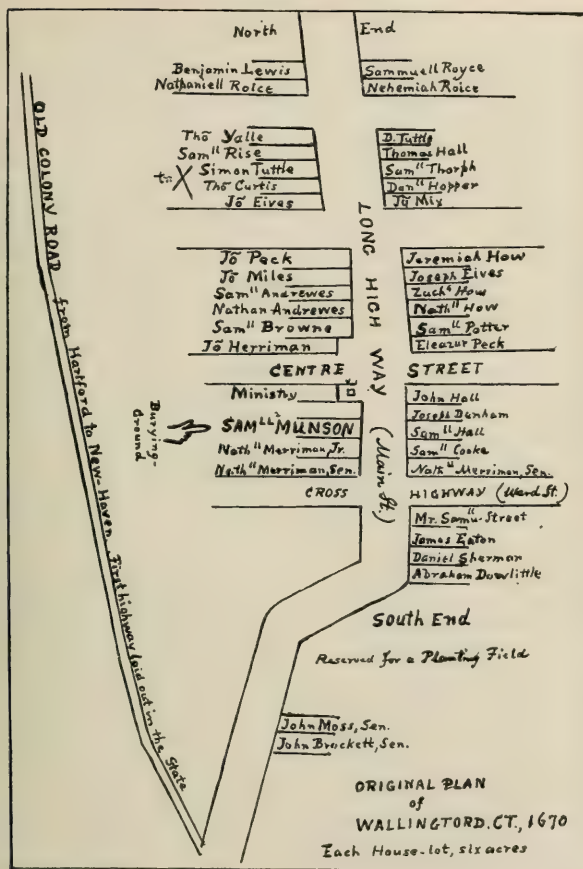 North End
Benjamin Lewis
Nathaniell Roice
Sammuell Royce
Nehemiah Roice
Tho Yalle
Samll Rise
to X Simon Tuttle
Tho Curtis
Jō Eives
D. Tuttle
Thomas Hall
Samll Thorph
Danll Hopper
Jō Mix
Jō Peck
Jō Miles
Samll Andrewes
Nathan Andrewes
Samll Browne
Jō Herriman
Jeremiah How
Joseph Eives
Zachh How
Nathll How
Samll Potter
Eleazur Peck
LONG HIGH WAY (Main St.)
CENTRE STREET
Ministry
SAMLL2 MUNSON
Nathll Merriman, Jr.
Nathll Merriman, Sen.
John Hall
Joseph Benham
Samll Hall
Samll Cooke
Nathll Merriman, Sen.
Burying-
Ground
CROSS HIGHWAY (Ward St.)
Mr. Samll Street
James Eaton
Daniel Sherman
Abraham Dowlittle
South End
Reserved for a Planting Field
John Moss, Sen.
John Brockett, Sen.
OLD COLONY ROAD from Hartford to New-Haven. First highway laid out in the State
ORIGINAL PLAN
of
WALLINGTORD. CT., 1670
Each House-lot, six acres